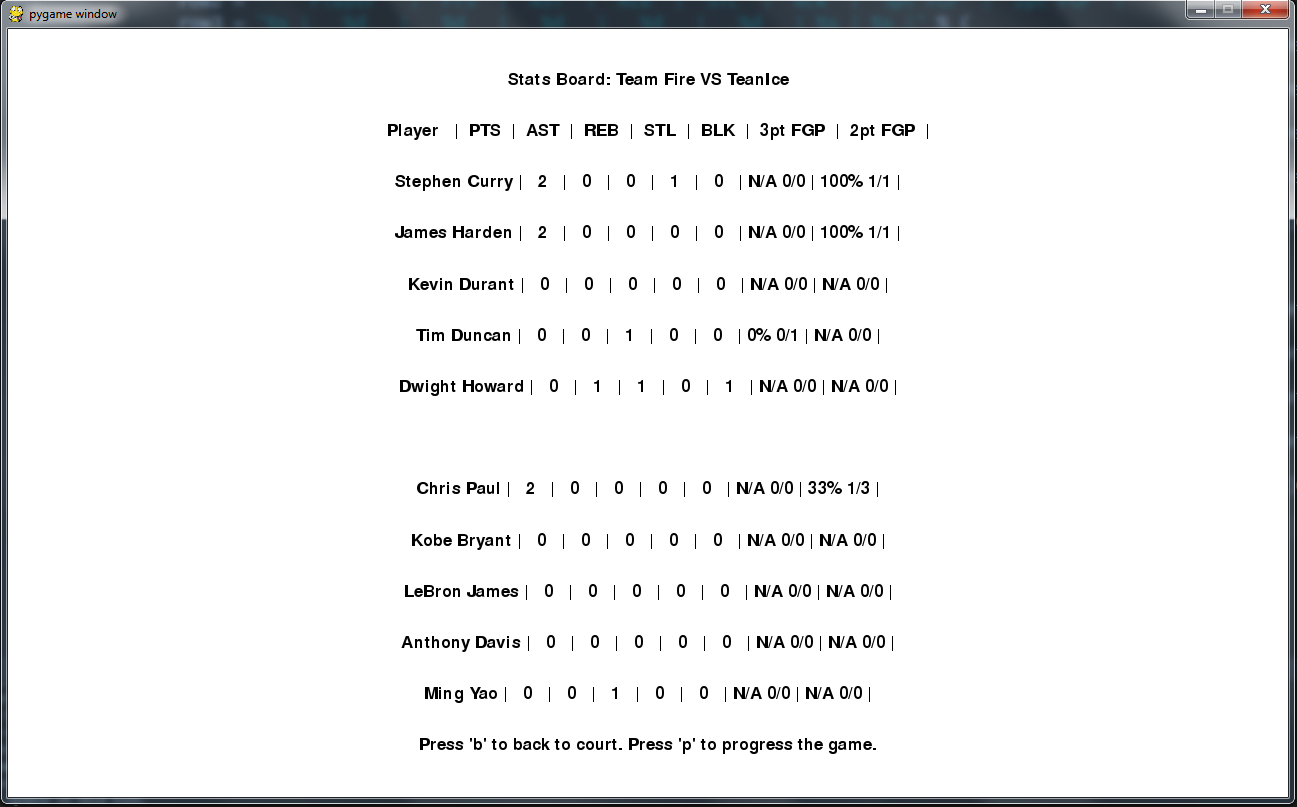 pygame window
Stats Board: Team Fire VS TeanIce
Player | PTS | AST | REB | STL | BLK | 3pt FGP | 2pt FGP |
Stephen Curry | 2 | 0 | 0 | 1 | 0 | N/A 0/0 | 100% 1/1 |
James Harden | 2 | 0 | 0 | 0 | 0 | N/A 0/0 | 100% 1/1 |
Kevin Durant | 0 | 0 | 0 | 0 | 0 | N/A 0/0 | N/A 0/0 |
Tim Duncan | 0 | 0 | 1 | 0 | 0 | 0% 0/1 | N/A 0/0 |
Dwight Howard | 0 | 1 | 1 | 0 | 1 | N/A 0/0 | N/A 0/0 |
Chris Paul | 2 | 0 | 0 | 0 | 0 | N/A 0/0 | 33% 1/3 |
Kobe Bryant | 0 | 0 | 0 | 0 | 0 | N/A 0/0 | N/A 0/0 |
LeBron James | 0 | 0 | 0 | 0 | 0 | N/A 0/0 | N/A 0/0 |
Anthony Davis | 0 | 0 | 0 | 0 | 0 | N/A 0/0 | N/A 0/0 |
Ming Yao | 0 | 0 | 1 | 0 | 0 | N/A 0/0 | N/A 0/0 |
Press 'b' to back to court. Press 'p' to progress the game.